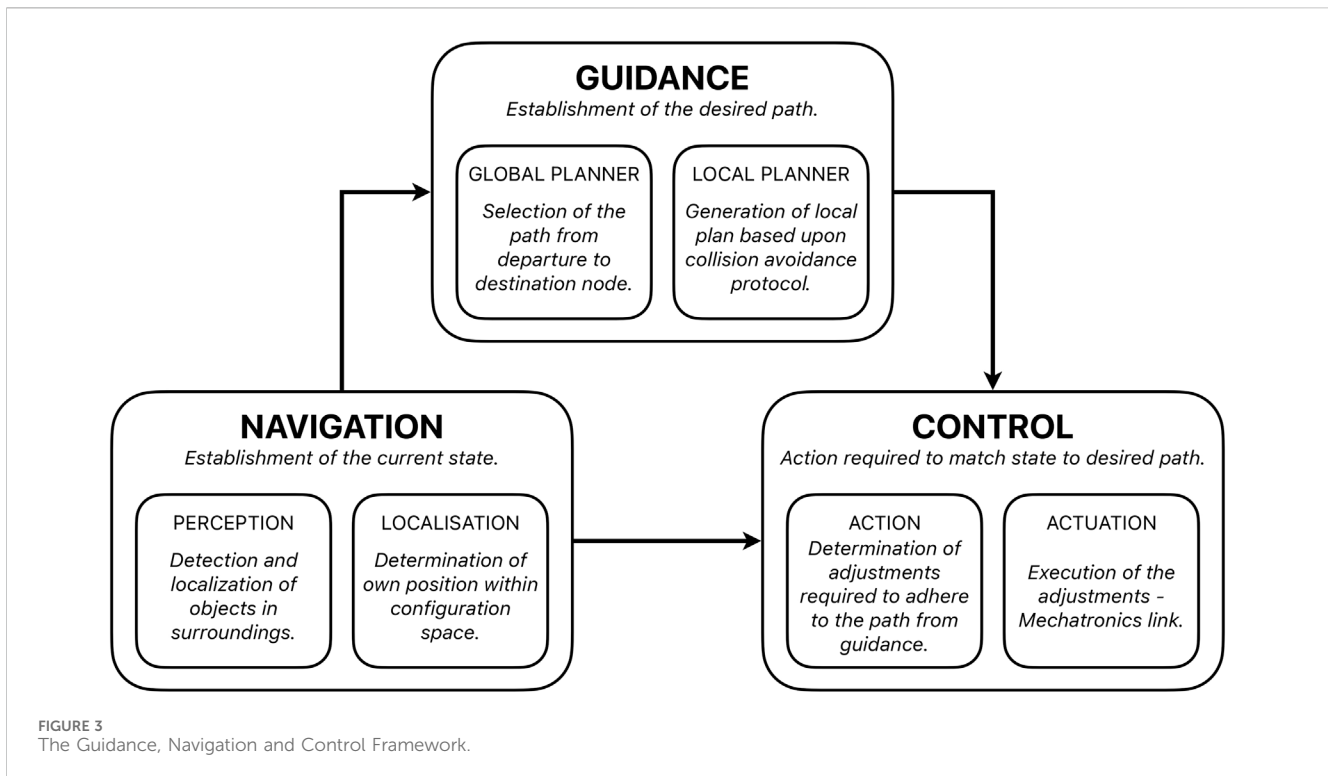 GUIDANCE
Establishment of the desired path.
GLOBAL PLANNER
Selection of the
path from
departure to
destination node.
LOCAL PLANNER
Generation of local
plan based upon
collision avoidance
protocol.
NAVIGATION
Establishment of the current state.
PERCEPTION
Detection and
localization of
objects in
surroundings.
LOCALISATION
Determination of
own position within
configuration
space.
CONTROL
Action required to match state to desired path.
ACTION
Determination of
adjustments
required to adhere
to the path from
guidance.
ACTUATION
Execution of the
adjustments -
Mechatronics link.
FIGURE 3
The Guidance, Navigation and Control Framework.